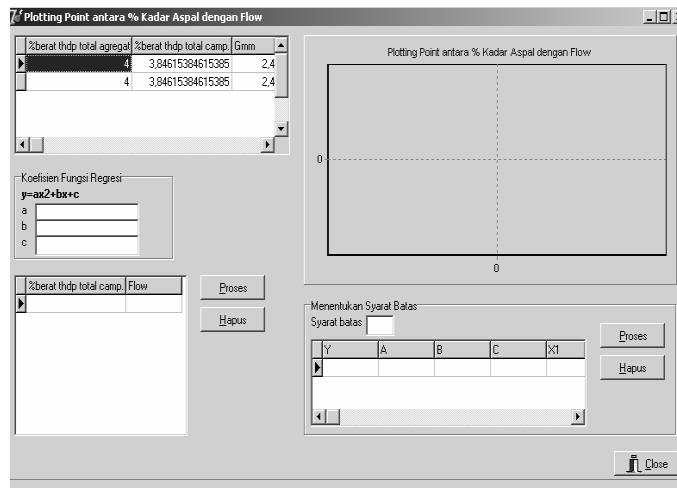 Plotting Point antara % Kadar Aspal dengan Flow
%berat thdp total agregat %berat thdp total camp. Gmm
4 3,84615384615385 2,4
4 3,84615384615385 2,4
Koefisien Fungsi Regresi
y=ax2+bx+c
a
b
c
%berat thdp total camp. Flow
Proses
Hapus
Plotting Point antara % Kadar Aspal dengan Flow
0
0
Menentukan Syarat Batas
Syarat batas
Y A B C X1
Proses
Hapus
Close